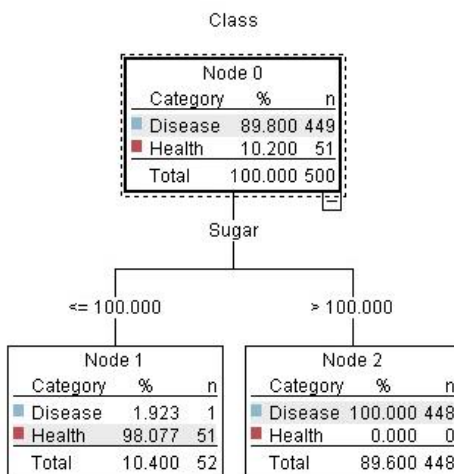 Class
Node 0
Category % n
Disease 89.800 449
Health 10.200 51
Total 100.000 500
Sugar
<= 100.000
> 100.000
Node 1
Category % n
Disease 1.923 1
Health 98.077 51
Total 10.400 52
Node 2
Category % n
Disease 100.000 448
Health 0.000 0
Total 89.600 448